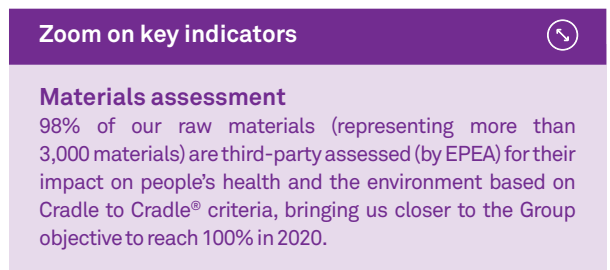 Zoom on key indicators
Materials assessment
98% of our raw materials (representing more than
3,000 materials) are third-party assessed (by EPEA) for their
impact on people's health and the environment based on
Cradle to Cradle® criteria, bringing us closer to the Group
objective to reach 100% in 2020.